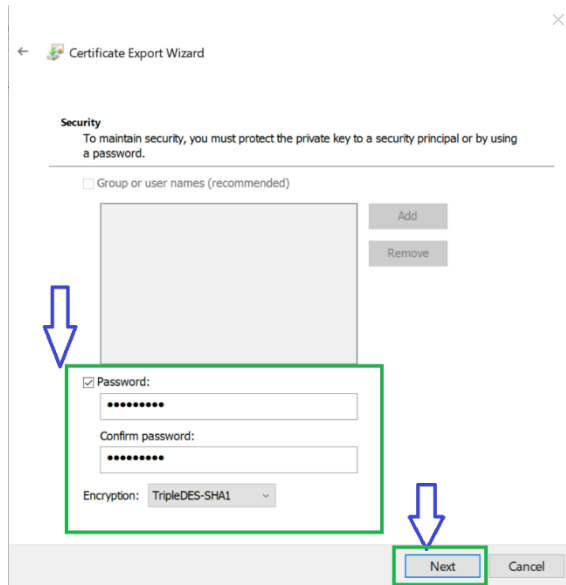 Certificate Export Wizard
Security
To maintain security, you must protect the private key to a security principal or by using
a password.
Group or user names (recommended)
Add
Remove
Password:
•••••••••
Confirm password:
•••••••••
Encryption: TripleDES-SHA1
Next Cancel